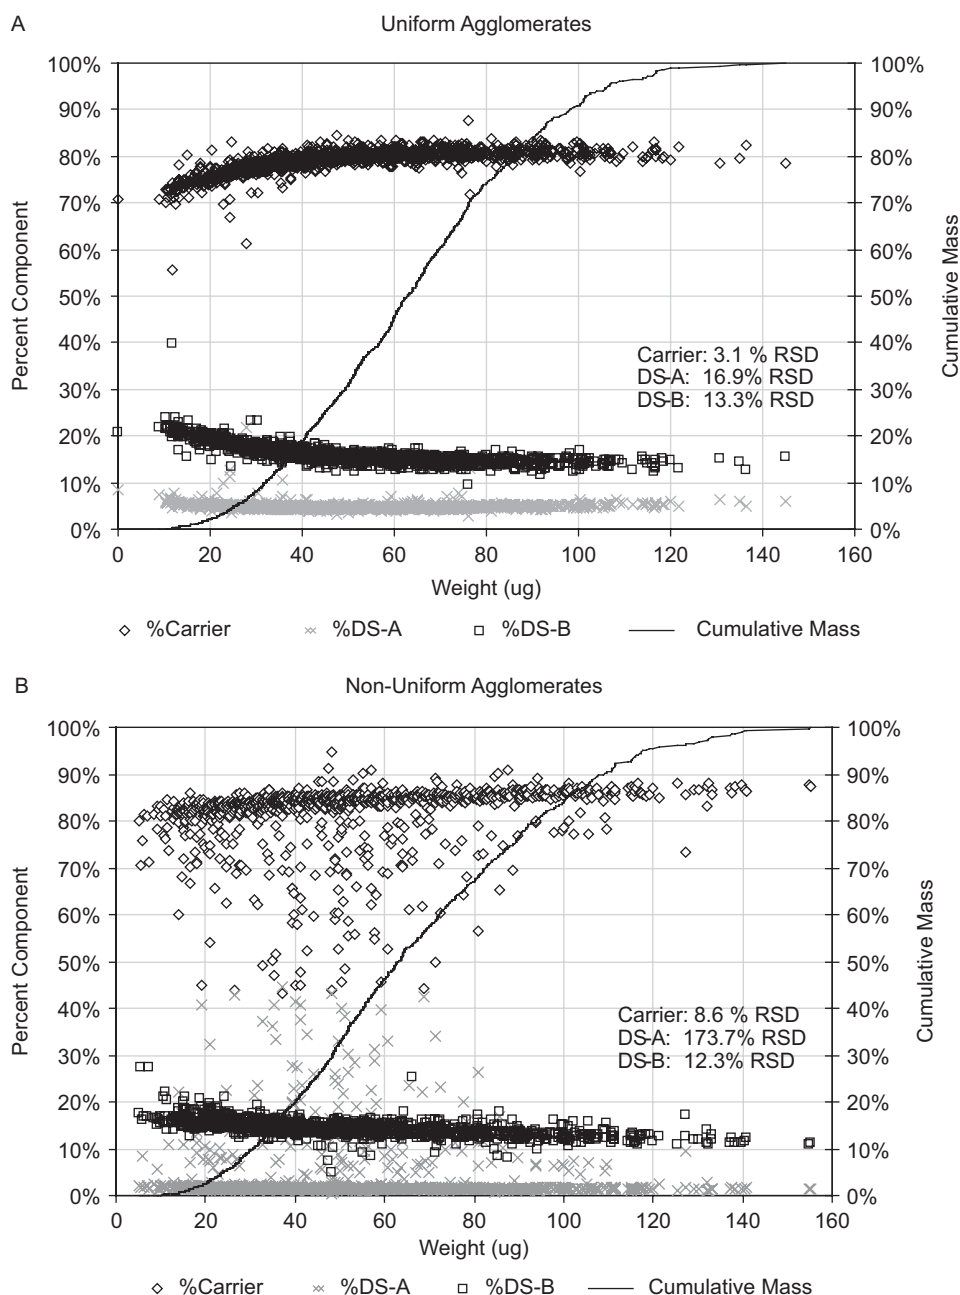 A
Uniform Agglomerates
100%
90%
80%
70%
60%
50%
40%
30%
20%
10%
0%
Percent Component
100%
90%
80%
70%
60%
50%
40%
30%
20%
10%
0%
Cumulative Mass
Carrier: 3.1 % RSD
DS-A: 16.9% RSD
DS-B: 13.3% RSD
0 20 40 60 80 100 120 140 160
Weight (ug)
%Carrier %DS-A %DS-B Cumulative Mass
B
Non-Uniform Agglomerates
100%
90%
80%
70%
60%
50%
40%
30%
20%
10%
0%
Percent Component
100%
90%
80%
70%
60%
50%
40%
30%
20%
10%
0%
Cumulative Mass
Carrier: 8.6 % RSD
DS-A: 173.7% RSD
DS-B: 12.3% RSD
0 20 40 60 80 100 120 140 160
Weight (ug)
%Carrier %DS-A %DS-B Cumulative Mass